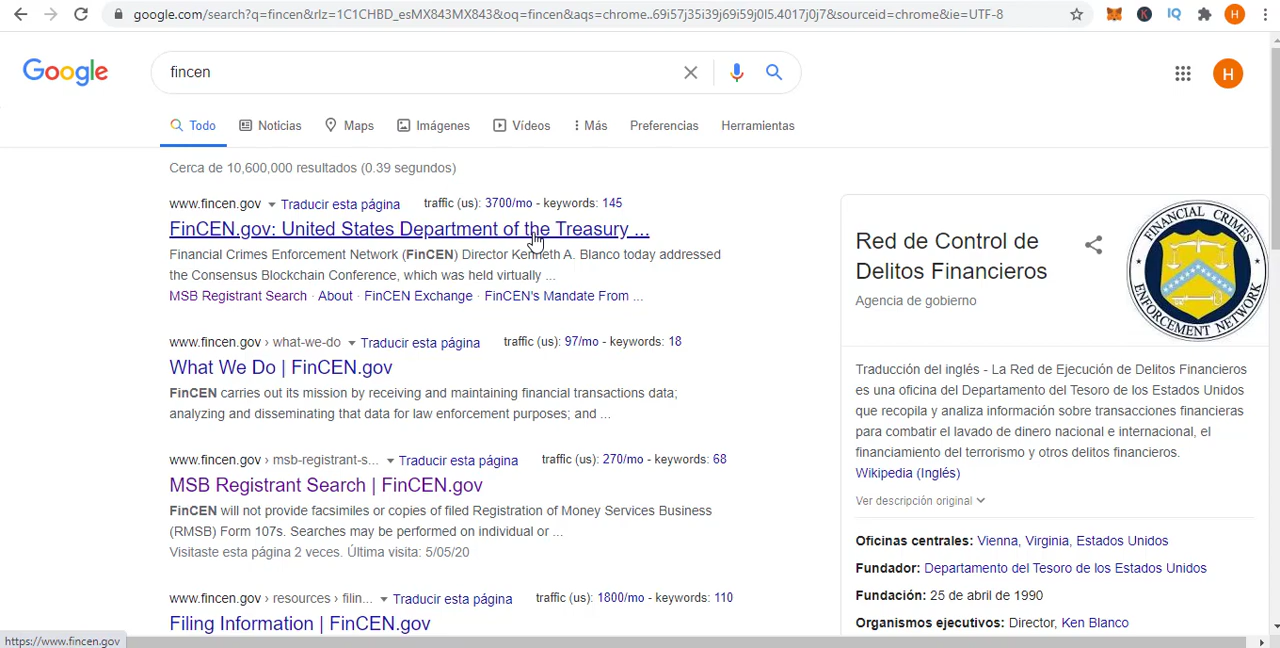 google.com/search?q=fincen&rlz=1C1CHBD_esMX843MX843&oq=fincen&aqs=chrome..69i57j35i39j69i59j0l5.4017j0j7&sourceid=chrome&ie=UTF-8
K
IQ
H
Google
fincen
H
Todo
Noticias
Maps
Imágenes
Vídeos
Más
Preferencias
Herramientas
Cerca de 10,600,000 resultados (0.39 segundos)
www.fincen.gov Traducir esta página traffic (us): 3700/mo - keywords: 145
FinCEN.gov: United States Department of the Treasury ...
Financial Crimes Enforcement Network (FinCEN) Director Kenneth A. Blanco today addressed
the Consensus Blockchain Conference, which was held virtually ...
MSB Registrant Search · About · FinCEN Exchange · FinCEN's Mandate From ...
www.fincen.gov › what-we-do Traducir esta página traffic (us): 97/mo - keywords: 18
What We Do | FinCEN.gov
FinCEN carries out its mission by receiving and maintaining financial transactions data;
analyzing and disseminating that data for law enforcement purposes; and ...
www.fincen.gov › msb-registrant-s... Traducir esta página traffic (us): 270/mo - keywords: 68
MSB Registrant Search | FinCEN.gov
FinCEN will not provide facsimiles or copies of filed Registration of Money Services Business
(RMSB) Form 107s. Searches may be performed on individual or ...
Visitaste esta página 2 veces. Última visita: 5/05/20
www.fincen.gov › resources › filin... Traducir esta página traffic (us): 1800/mo - keywords: 110
Filing Information | FinCEN.gov
https://www.fincen.gov
Red de Control de
Delitos Financieros
Agencia de gobierno
FINANCIAL CRIMES
ENFORCEMENT NETWORK
Traducción del inglés - La Red de Ejecución de Delitos Financieros
es una oficina del Departamento del Tesoro de los Estados Unidos
que recopila y analiza información sobre transacciones financieras
para combatir el lavado de dinero nacional e internacional, el
financiamiento del terrorismo y otros delitos financieros.
Wikipedia (Inglés)
Ver descripción original
Oficinas centrales: Vienna, Virginia, Estados Unidos
Fundador: Departamento del Tesoro de los Estados Unidos
Fundación: 25 de abril de 1990
Organismos ejecutivos: Director, Ken Blanco